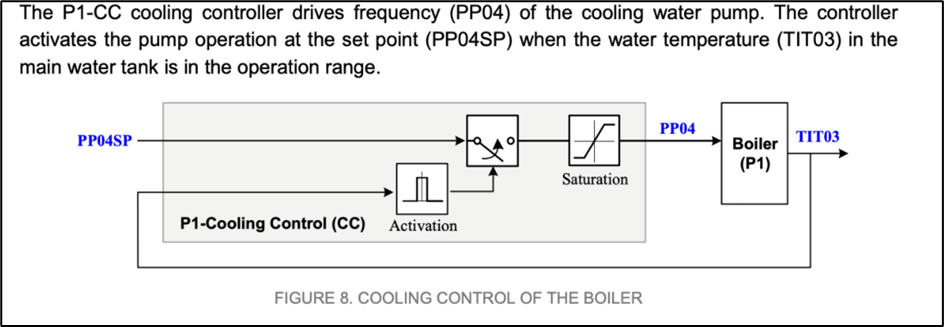 The P1-CC cooling controller drives frequency (PP04) of the cooling water pump. The controller
activates the pump operation at the set point (PP04SP) when the water temperature (TIT03) in the
main water tank is in the operation range.
PP04SP
PP04
Boiler
(P1)
TIT03
Saturation
P1-Cooling Control (CC)
Activation
FIGURE 8. COOLING CONTROL OF THE BOILER